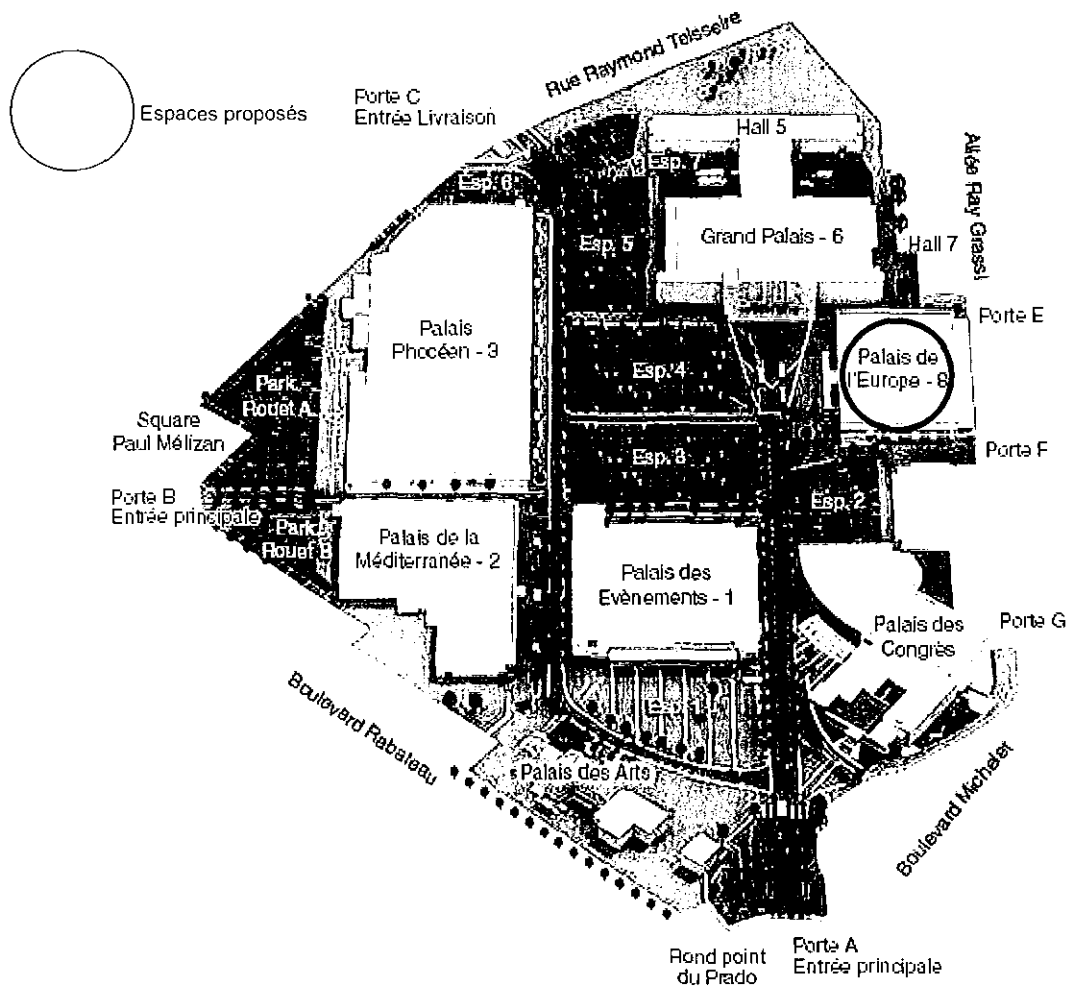 Rue Raymond Teisseire
Espaces proposés
Porte C
Entrée Livraison
Hall 5
Esp. 7
Esp. 6
Allée Ray Grassi
Esp. 5
Grand Palais - 6
Hall 7
Palais
Phocéen - 3
Porte E
Esp. 4
Palais de
l'Europe - 8
Park.
Rouet A
Square
Paul Mélizan
Esp. 3
Porte F
Porte B
Entrée principale
Esp. 2
Park.
Rouet B
Palais de la
Méditerranée - 2
Palais des
Evènements - 1
Palais des
Congrès
Porte G
Esp. 1
Boulevard Rabateau
Palais des Arts
Boulevard Michelet
Rond point
du Prado
Porte A
Entrée principale